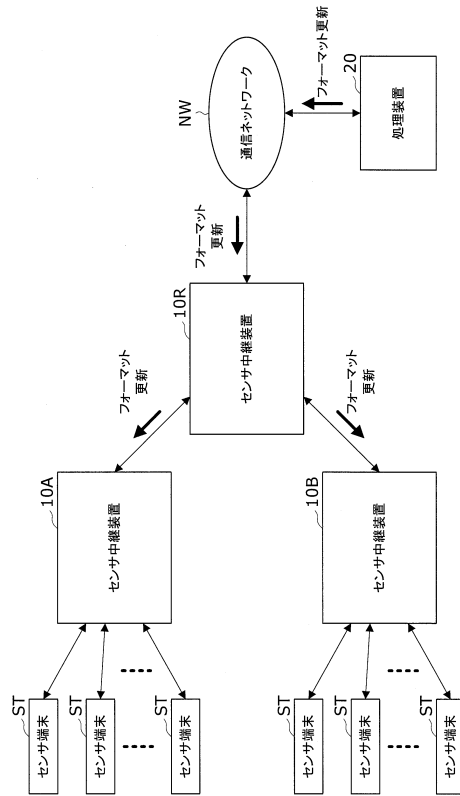 ST
センサ端末
ST
センサ端末
ST
センサ端末
10A
センサ中継装置
ST
センサ端末
ST
センサ端末
ST
センサ端末
10B
センサ中継装置
フォーマット
更新
フォーマット
更新
10R
センサ中継装置
フォーマット
更新
NW
通信ネットワーク
フォーマット更新
20
処理装置